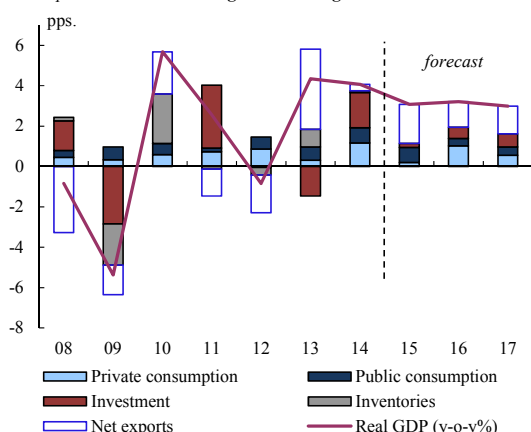 pps.
6
4
2
0
-2
-4
-6
-8
forecast
08 09 10 11 12 13 14 15 16 17
Private consumption Public consumption
Investment Inventories
Net exports Real GDP (y-o-y%)